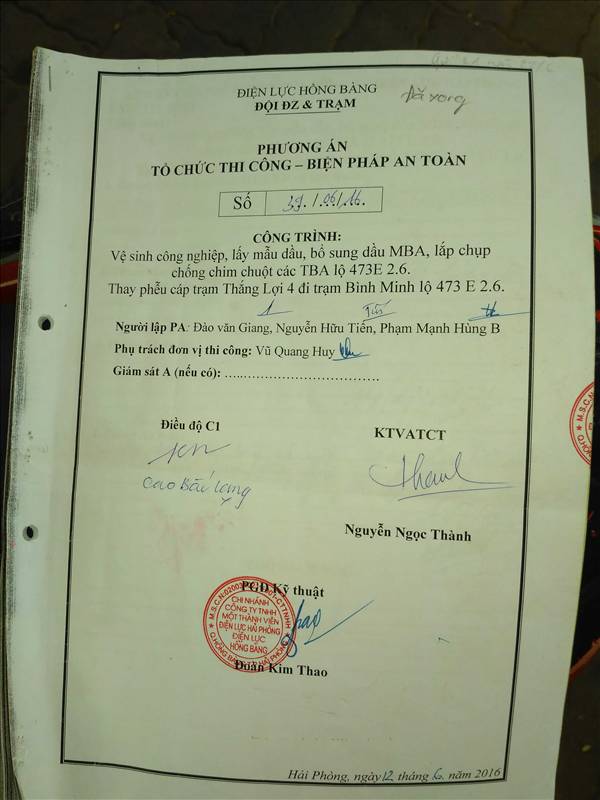 ĐIỆN LỰC HỒNG BÀNG
ĐỘI ĐZ & TRẠM
Đã xong
PHƯƠNG ÁN
TỔ CHỨC THI CÔNG – BIỆN PHÁP AN TOÀN
Số 39./06/16.
CÔNG TRÌNH:
Vệ sinh công nghiệp, lấy mẫu dầu, bổ sung dầu MBA, lắp chụp
chống chim chuột các TBA lộ 473E 2.6.
Thay phễu cáp trạm Thắng Lợi 4 đi trạm Bình Minh lộ 473 E 2.6.
Người lập PA: Đào văn Giang, Nguyễn Hữu Tiến, Phạm Mạnh Hùng B
Phụ trách đơn vị thi công: Vũ Quang Huy
Giám sát A (nếu có): ................................
Điều độ C1
KTVATCT
Nguyễn Ngọc Thành
PGĐ Kỹ thuật
CHI NHÁNH
CÔNG TY TNHH
MỘT THÀNH VIÊN
ĐIỆN LỰC HẢI PHÒNG
ĐIỆN LỰC
HỒNG BÀNG
Đoàn Kim Thao
Hải Phòng, ngày 12 tháng 6 năm 2016